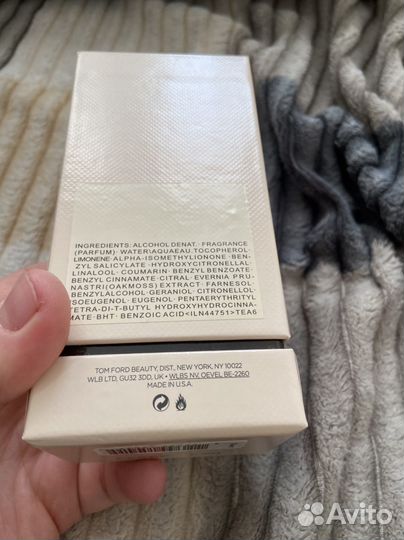 INGREDIENTS: ALCOHOL DENAT. · FRAGRANCE
(PARFUM) · WATER\AQUA\EAU · TOCOPHEROL ·
LIMONENE · ALPHA-ISOMETHYLIONONE · BEN-
ZYL SALICYLATE · HYDROXYCITRONELLAL ·
LINALOOL · COUMARIN · BENZYL BENZOATE ·
BENZYL CINNAMATE · CITRAL · EVERNIA PRU-
NASTRI (OAKMOSS) EXTRACT · FARNESOL ·
BENZYL ALCOHOL · GERANIOL · CITRONELLOL ·
ISOEUGENOL · EUGENOL · PENTAERYTHRITYL
TETRA-DI-T-BUTYL HYDROXYHYDROCINNA-
MATE · BHT · BENZOIC ACID <ILN44751> TEA6
TOM FORD BEAUTY, DIST., NEW YORK, NY 10022
WLB LTD, GU32 3DD, UK · WLBS NV, OEVEL BE-2260
MADE IN U.S.A.
Avito